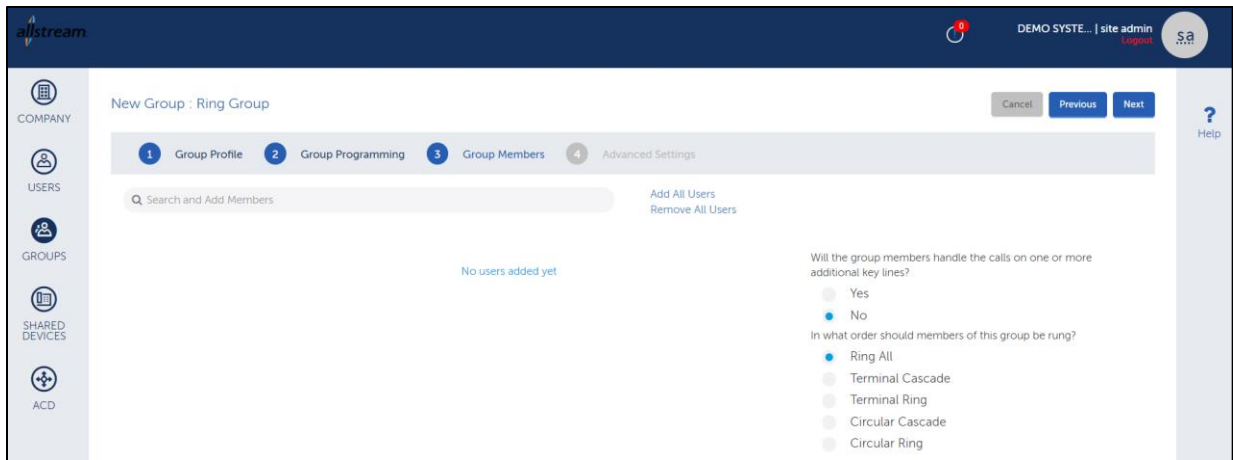 allstream
0
DEMO SYSTE... | site admin
Logout
sa
COMPANY
USERS
GROUPS
SHARED
DEVICES
ACD
New Group : Ring Group
Cancel Previous Next
?
Help
1 Group Profile 2 Group Programming 3 Group Members 4 Advanced Settings
Search and Add Members
Add All Users
Remove All Users
No users added yet
Will the group members handle the calls on one or more
additional key lines?
Yes
No
In what order should members of this group be rung?
Ring All
Terminal Cascade
Terminal Ring
Circular Cascade
Circular Ring